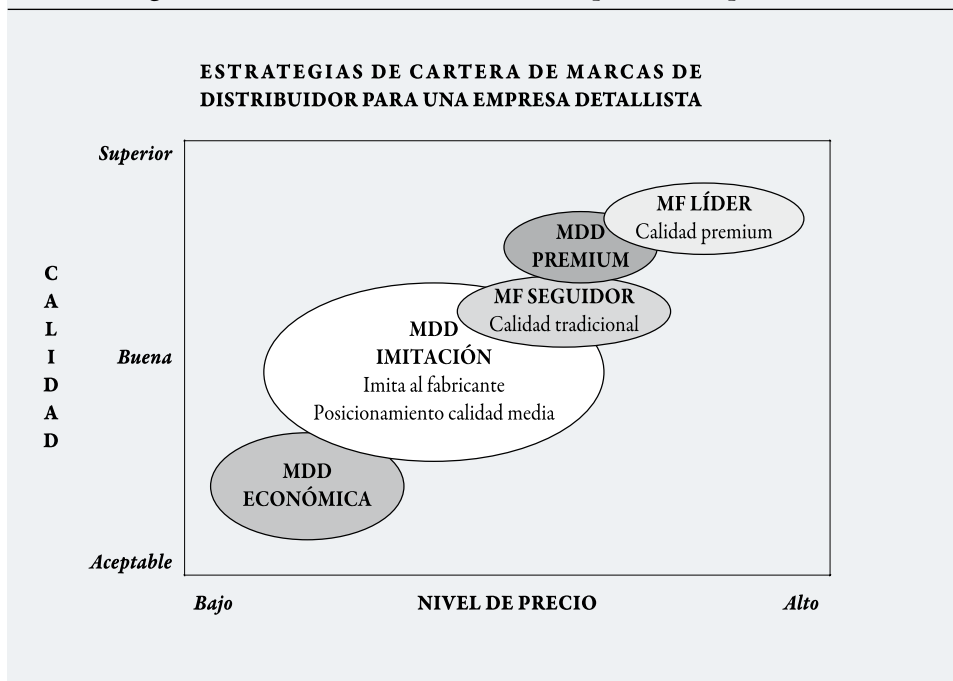 ESTRATEGIAS DE CARTERA DE MARCAS DE
DISTRIBUIDOR PARA UNA EMPRESA DETALLISTA
Superior
MF LÍDER
Calidad premium
MDD
PREMIUM
MF SEGUIDOR
Calidad tradicional
CALIDAD
Buena
MDD
IMITACIÓN
Imita al fabricante
Posicionamiento calidad media
MDD
ECONÓMICA
Aceptable
Bajo NIVEL DE PRECIO Alto